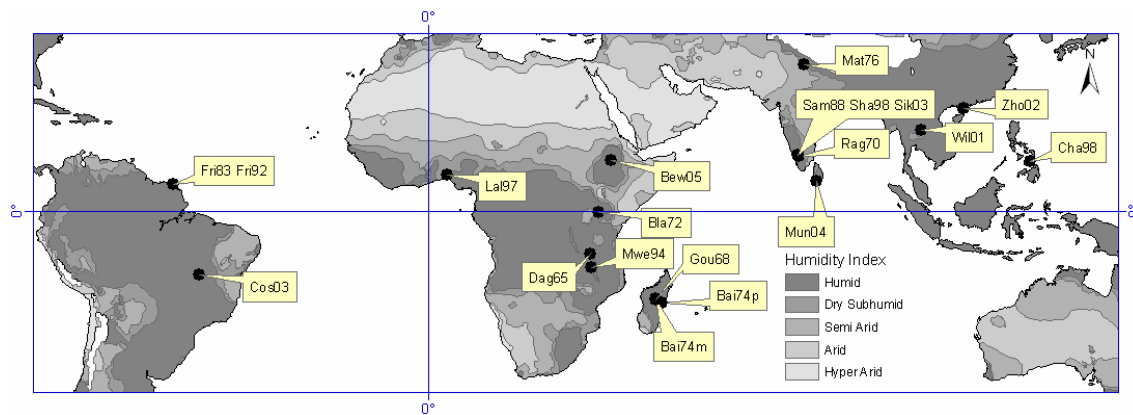 0°
N
Mat76
Sam88 Sha98 Sik03
Zho02
Wil01
Rag70
Cha98
Fri83 Fri92
Lal97
Bew05
0°
0°
Bla72
Mun04
Mwe94
Gou68
Dag65
Cos03
Bai74p
Bai74m
Humidity Index
Humid
Dry Subhumid
Semi Arid
Arid
Hyper Arid
0°